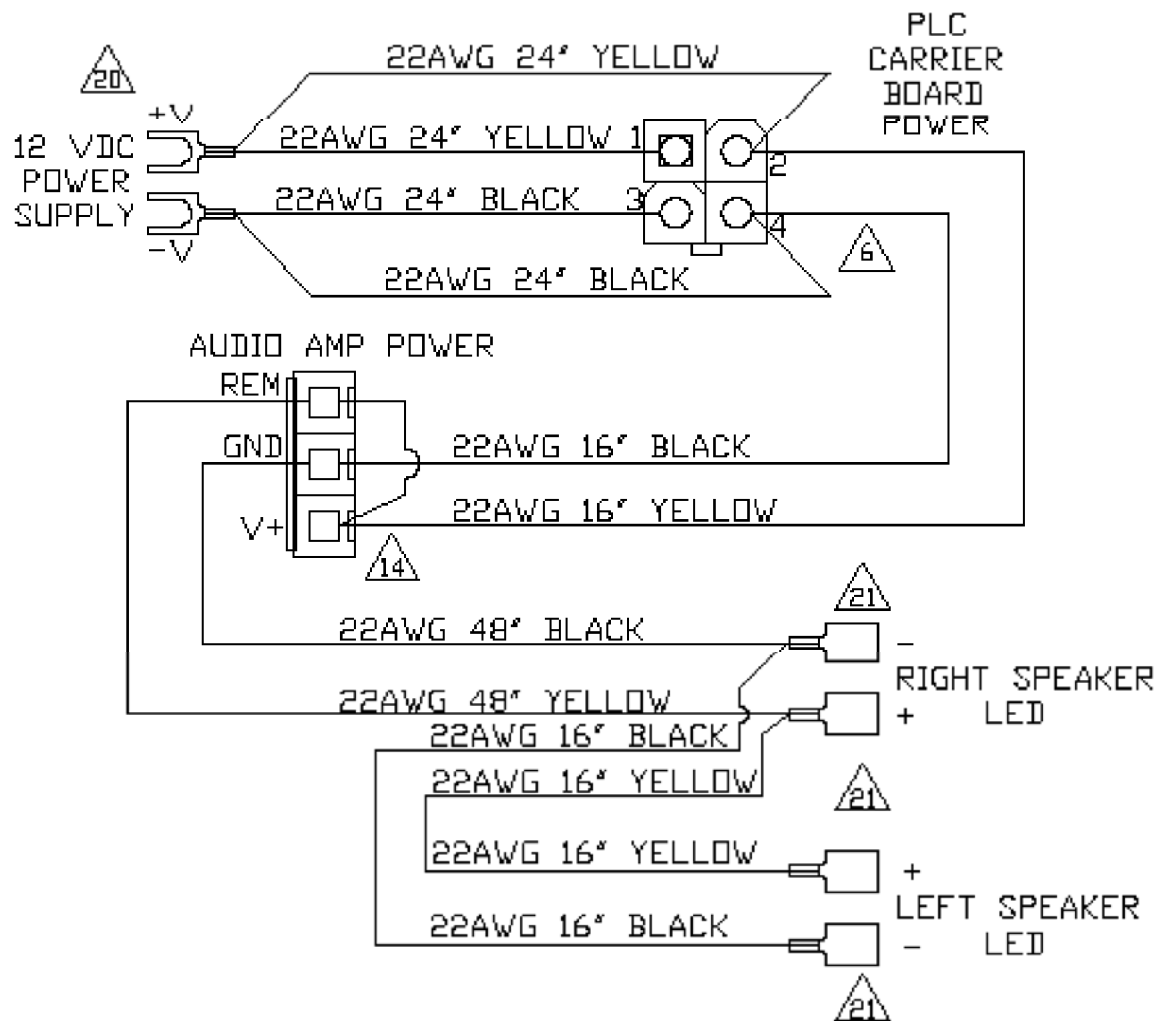 PLC
CARRIER
BOARD
POWER
22AWG 24" YELLOW
20
+V
12 VDC
POWER
SUPPLY
-V
22AWG 24" YELLOW 1
2
22AWG 24" BLACK 3
4
6
22AWG 24" BLACK
AUDIO AMP POWER
REM
GND
22AWG 16" BLACK
22AWG 16" YELLOW
V+
14
21
22AWG 48" BLACK
-
RIGHT SPEAKER
LED
22AWG 48" YELLOW
+
22AWG 16" BLACK
22AWG 16" YELLOW
21
22AWG 16" YELLOW
+
LEFT SPEAKER
LED
22AWG 16" BLACK
-
21